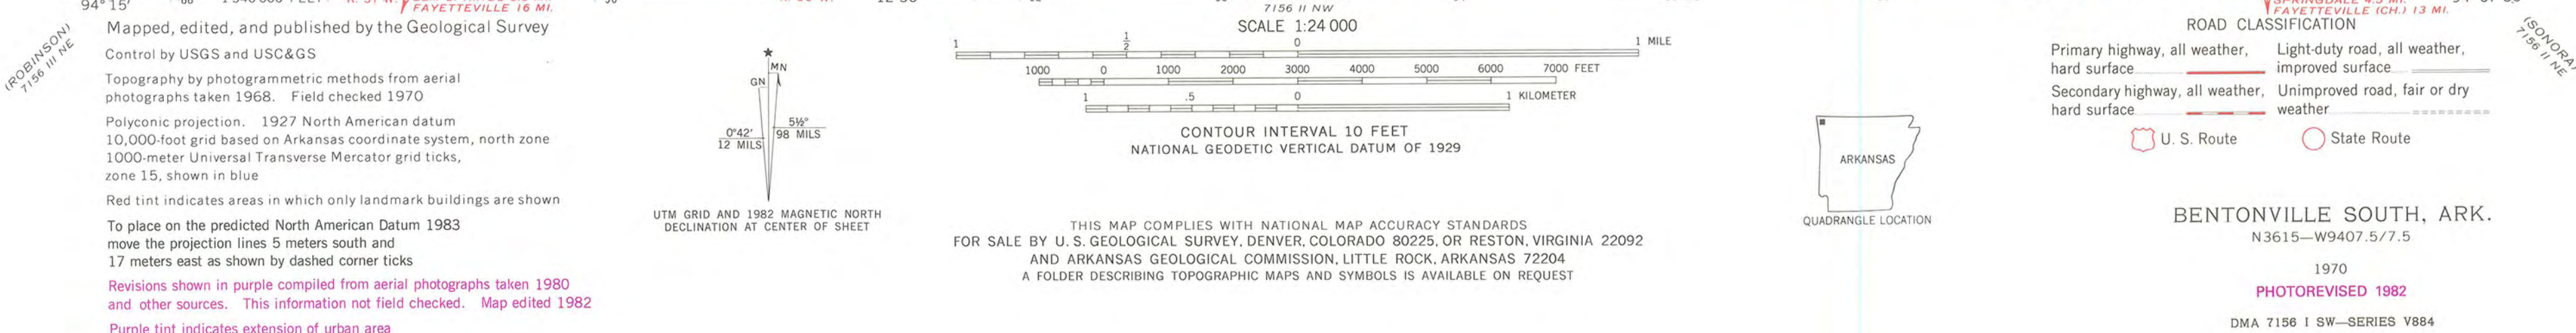 94°15'
FAYETTEVILLE 16 MI.
(ROBINSON)
7156 III NE
Mapped, edited, and published by the Geological Survey
Control by USGS and USC&GS
Topography by photogrammetric methods from aerial
photographs taken 1968. Field checked 1970
Polyconic projection. 1927 North American datum
10,000-foot grid based on Arkansas coordinate system, north zone
1000-meter Universal Transverse Mercator grid ticks,
zone 15, shown in blue
Red tint indicates areas in which only landmark buildings are shown
To place on the predicted North American Datum 1983
move the projection lines 5 meters south and
17 meters east as shown by dashed corner ticks
Revisions shown in purple compiled from aerial photographs taken 1980
and other sources. This information not field checked. Map edited 1982
Purple tint indicates extension of urban area
MN
GN
0°42'
12 MILS
5½°
98 MILS
UTM GRID AND 1982 MAGNETIC NORTH
DECLINATION AT CENTER OF SHEET
7156 II NW
SCALE 1:24 000
1 ½ 0 1 MILE
1000 0 1000 2000 3000 4000 5000 6000 7000 FEET
1 .5 0 1 KILOMETER
CONTOUR INTERVAL 10 FEET
NATIONAL GEODETIC VERTICAL DATUM OF 1929
THIS MAP COMPLIES WITH NATIONAL MAP ACCURACY STANDARDS
FOR SALE BY U. S. GEOLOGICAL SURVEY, DENVER, COLORADO 80225, OR RESTON, VIRGINIA 22092
AND ARKANSAS GEOLOGICAL COMMISSION, LITTLE ROCK, ARKANSAS 72204
A FOLDER DESCRIBING TOPOGRAPHIC MAPS AND SYMBOLS IS AVAILABLE ON REQUEST
ARKANSAS
QUADRANGLE LOCATION
FAYETTEVILLE (CH.) 13 MI.
ROAD CLASSIFICATION
Primary highway, all weather,
hard surface
Light-duty road, all weather,
improved surface
Secondary highway, all weather,
hard surface
Unimproved road, fair or dry
weather
U. S. Route
State Route
(SONORA)
7156 II NE
BENTONVILLE SOUTH, ARK.
N3615—W9407.5/7.5
1970
PHOTOREVISED 1982
DMA 7156 I SW—SERIES V884